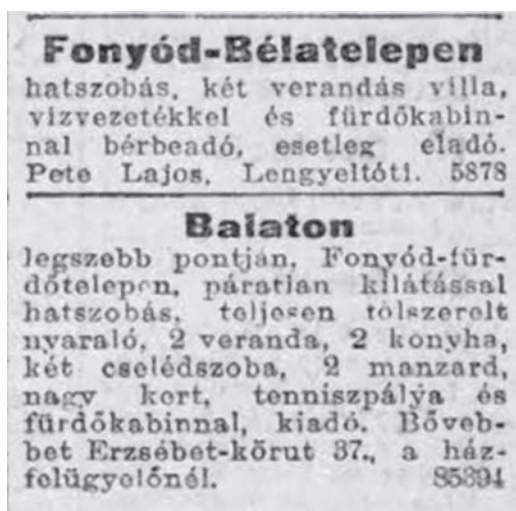 Fonyód-Bélatelepen
hatszobás, két verandás villa,
vizvezetékkel és fürdőkabin-
nal bérbeadó, esetleg eladó.
Pete Lajos, Lengyeltóti. 5878
Balaton
legszebb pontján, Fonyód-für-
dőtelepen, páratlan kilátással
hatszobás, teljesen fölszerelt
nyaraló, 2 veranda, 2 konyha,
két cselédszoba, 2 manzard,
nagy kert, tenniszpálya és
fürdőkabinnal, kiadó. Bőveb-
bet Erzsébet-körut 37., a ház-
felügyelőnél. 85394